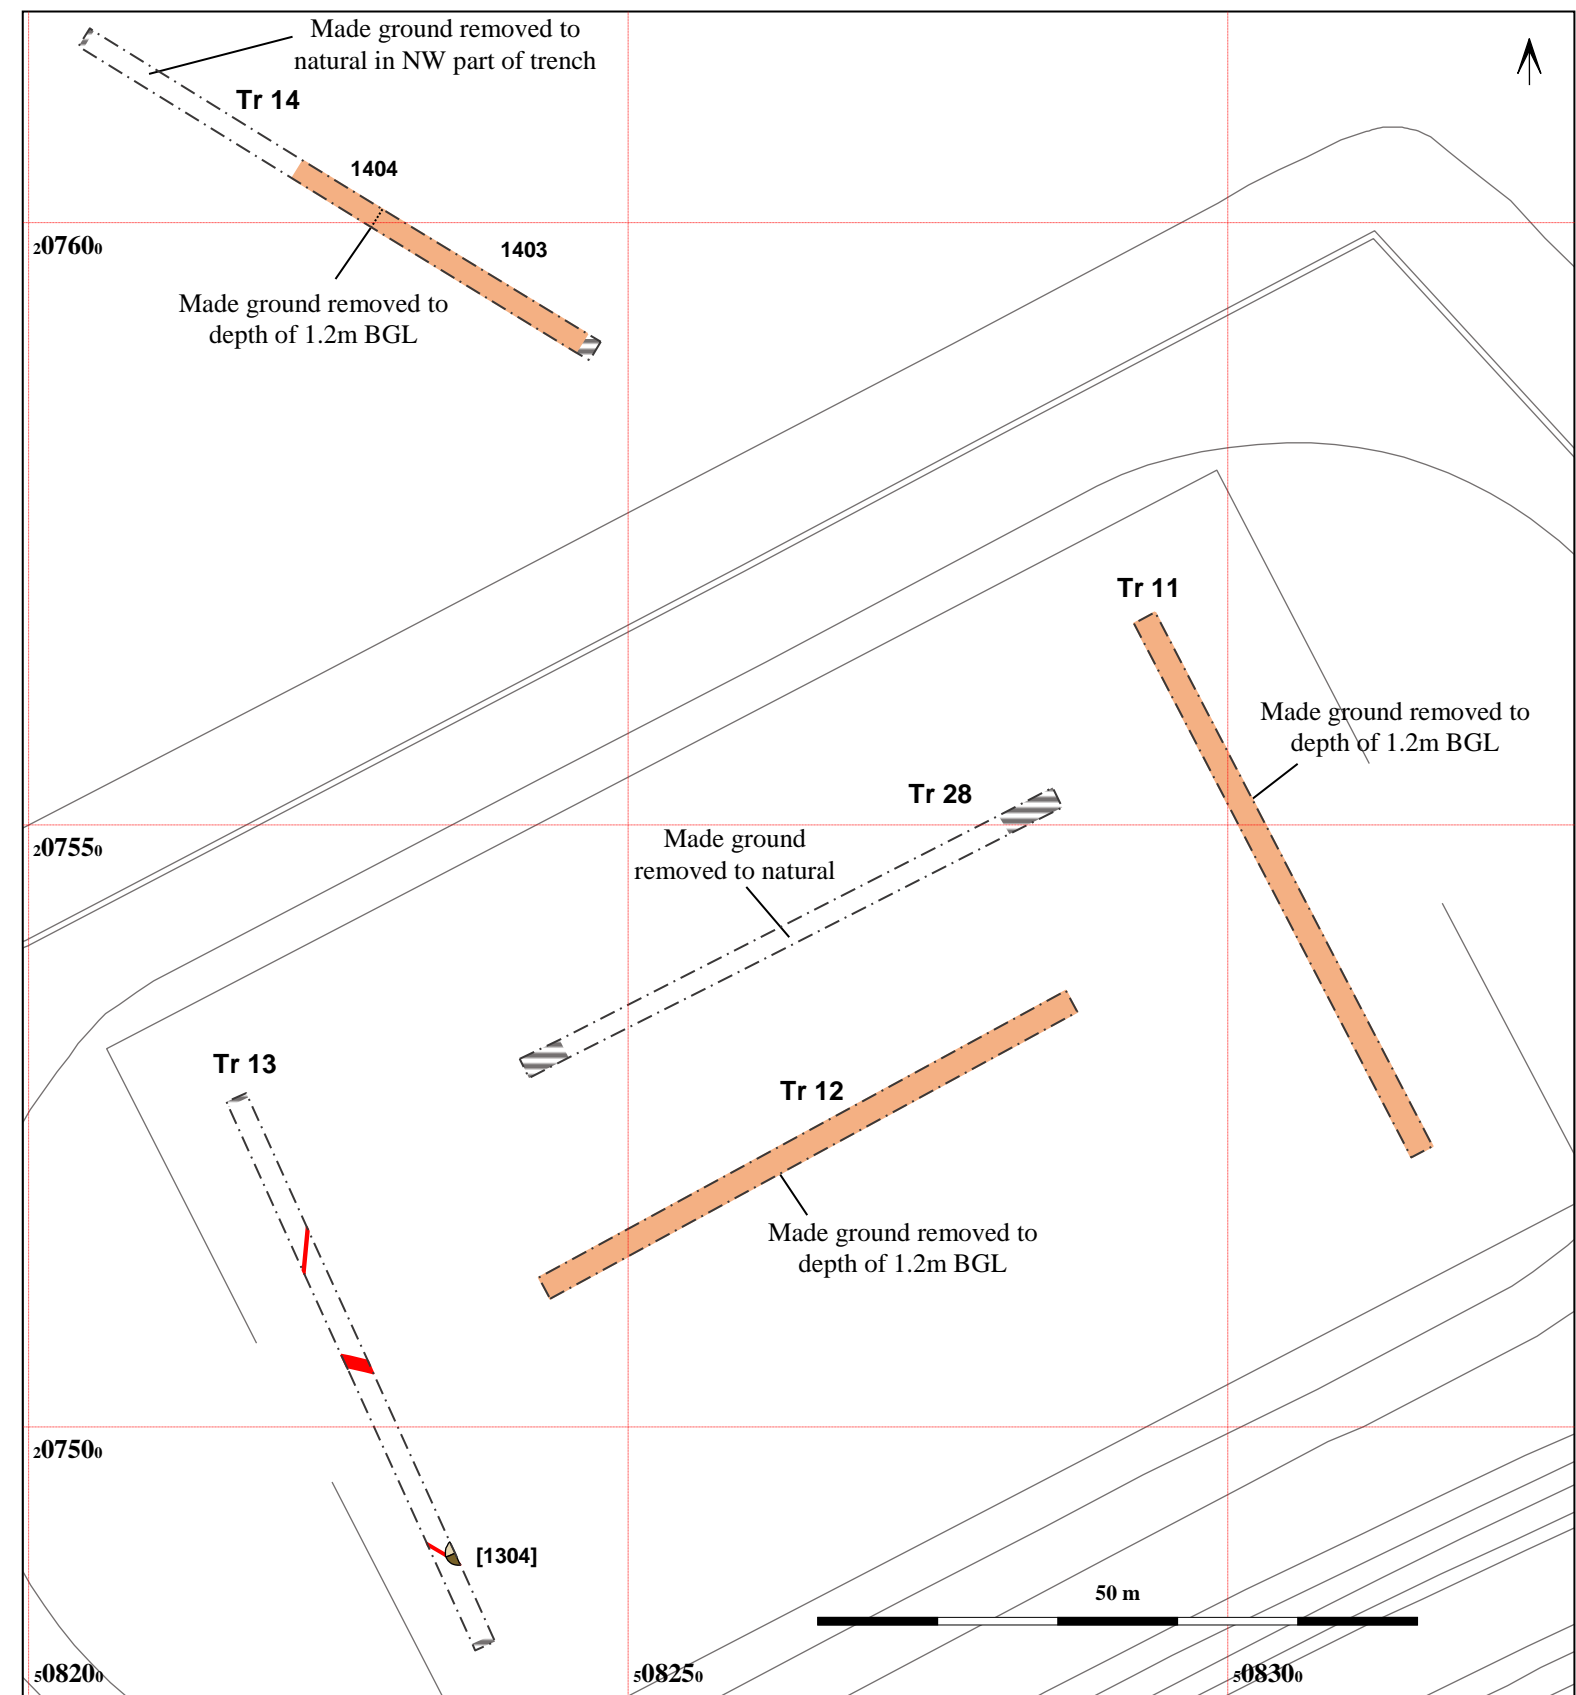 Made ground removed to
natural in NW part of trench
Tr 14
1404
207600
1403
Made ground removed to
depth of 1.2m BGL
Tr 11
Made ground removed to
depth of 1.2m BGL
Tr 28
Made ground
removed to natural
207550
Tr 13
Tr 12
Made ground removed to
depth of 1.2m BGL
207500
[1304]
50 m
508200
508250
508300